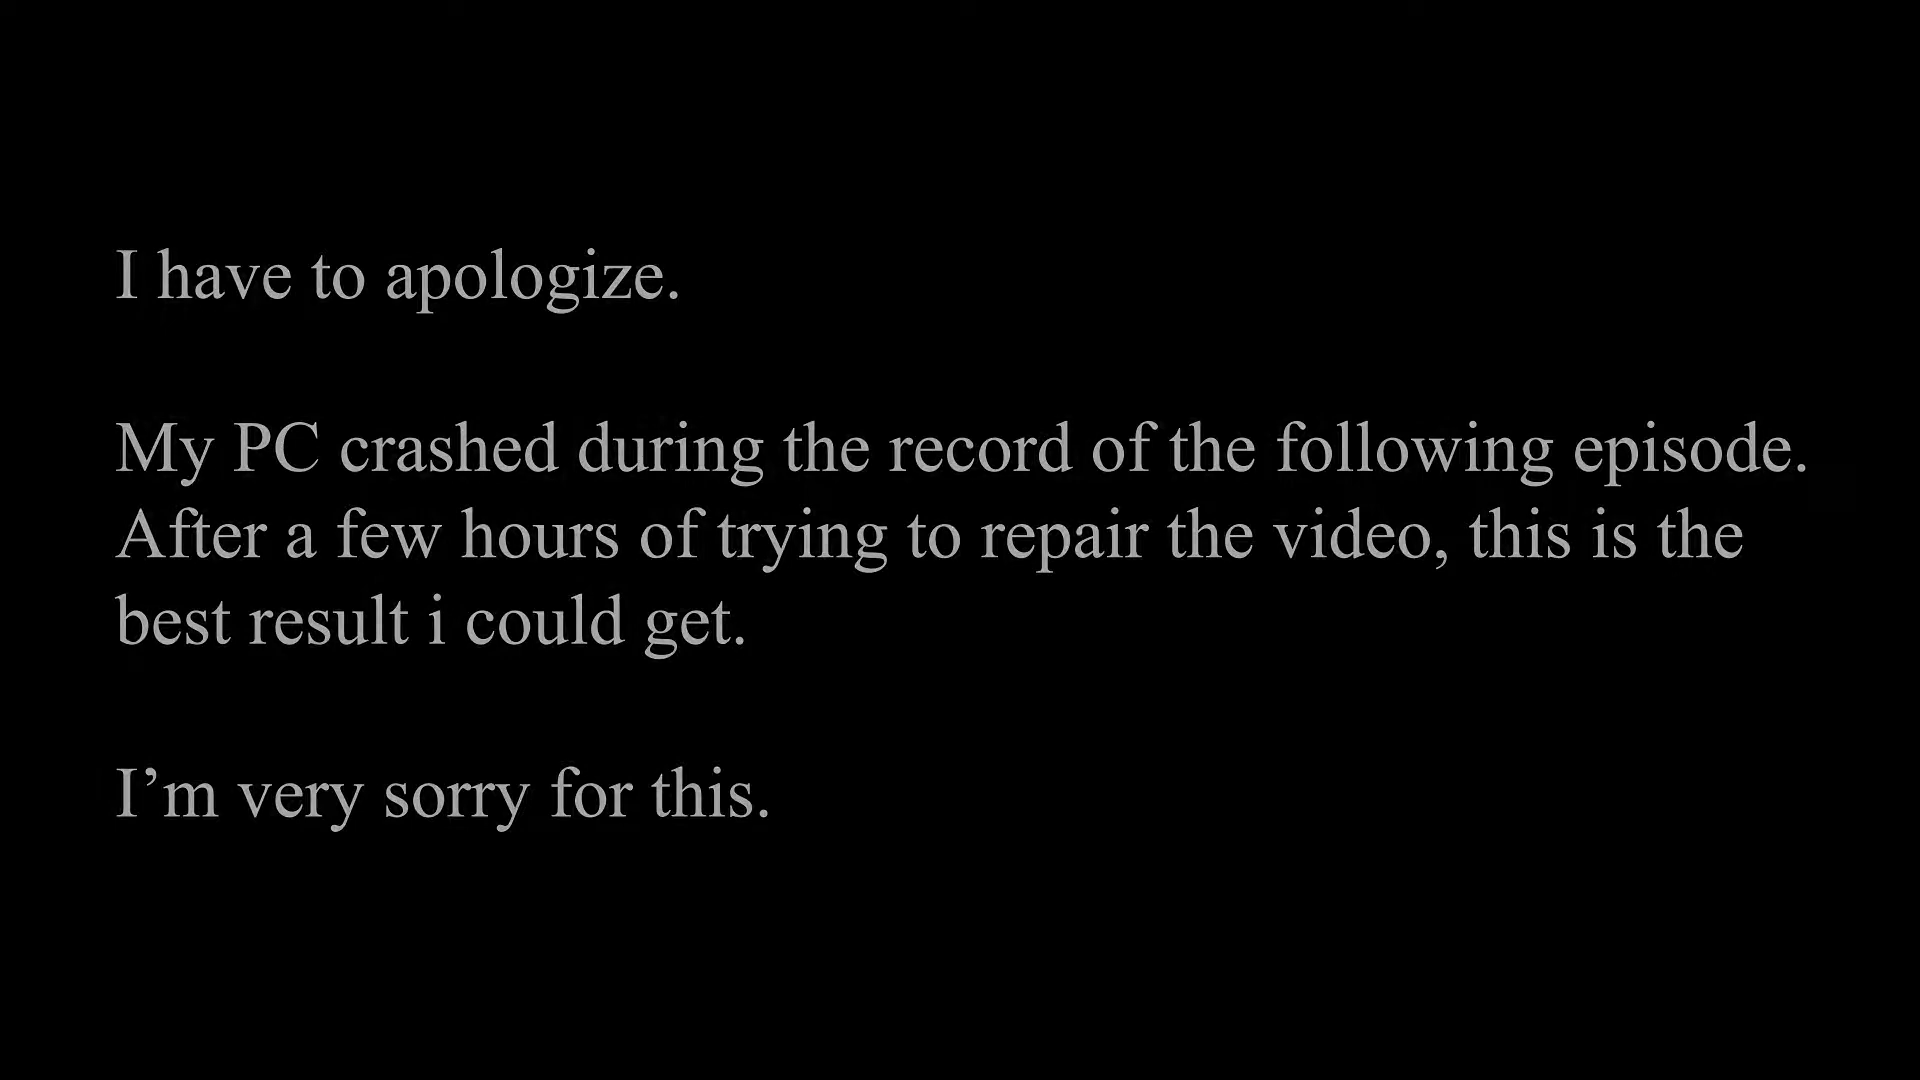 I have to apologize.
My PC crashed during the record of the following episode.
After a few hours of trying to repair the video, this is the
best result i could get.
I’m very sorry for this.